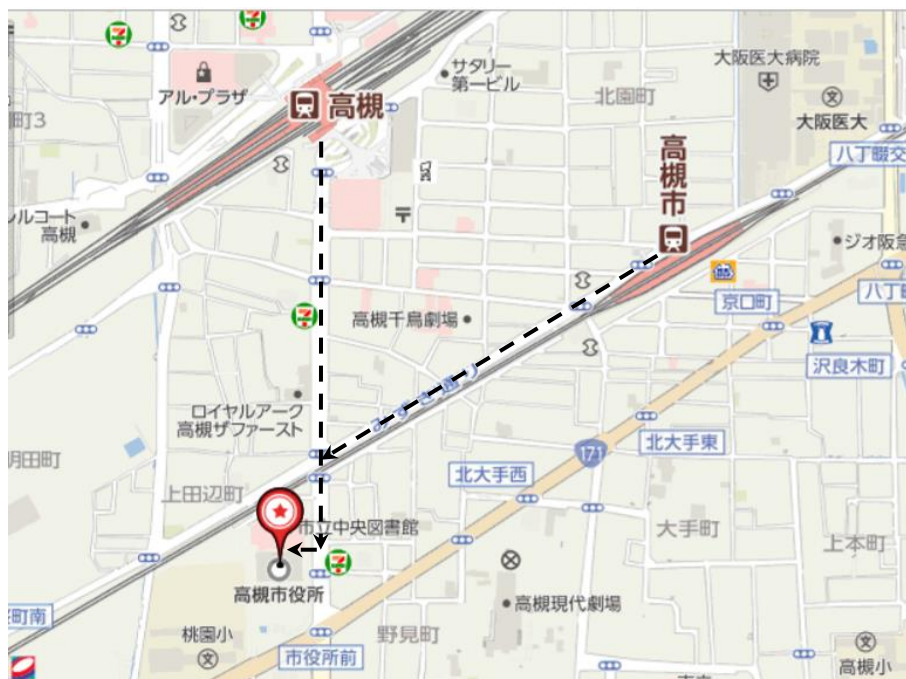 アル・プラザ
高槻
サタリー
第一ビル
北園町
大阪医大病院
大阪医大
八丁畷交
町3
高槻市
ルコート
高槻
ジオ阪急
八丁畷
京口町
高槻千鳥劇場
沢良木町
みずき通り
ロイヤルアーク
高槻ザファースト
171
北大手東
明田町
上田辺町
北大手西
市立中央図書館
大手町
上本町
高槻市役所
高槻現代劇場
町南
桃園小
野見町
市役所前
高槻小